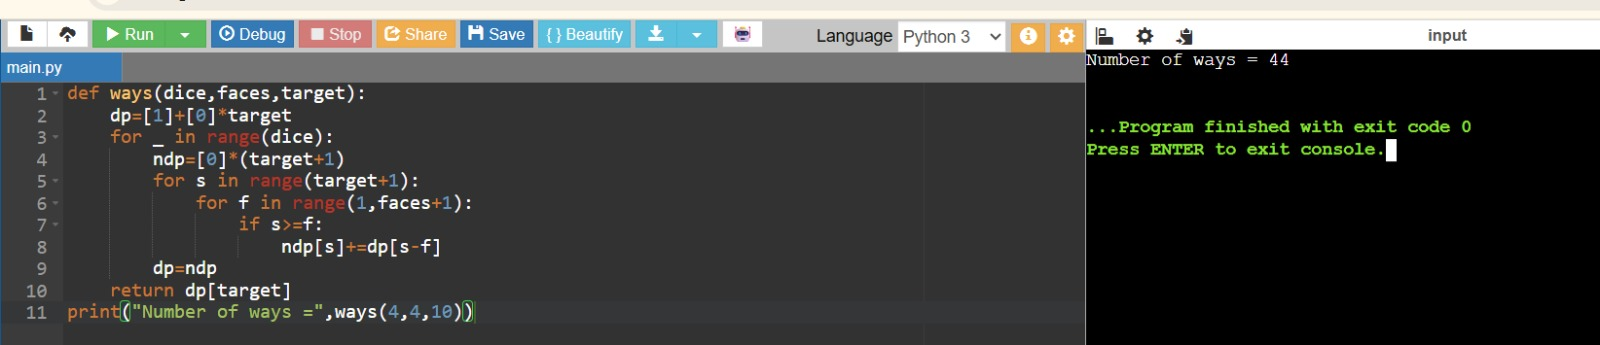 Run Debug Stop Share Save { } Beautify Language Python 3
input
main.py
1 def ways(dice,faces,target):
2     dp=[1]+[0]*target
3     for _ in range(dice):
4         ndp=[0]*(target+1)
5         for s in range(target+1):
6             for f in range(1,faces+1):
7                 if s>=f:
8                     ndp[s]+=dp[s-f]
9         dp=ndp
10     return dp[target]
11 print("Number of ways =",ways(4,4,10))
Number of ways = 44
...Program finished with exit code 0
Press ENTER to exit console.